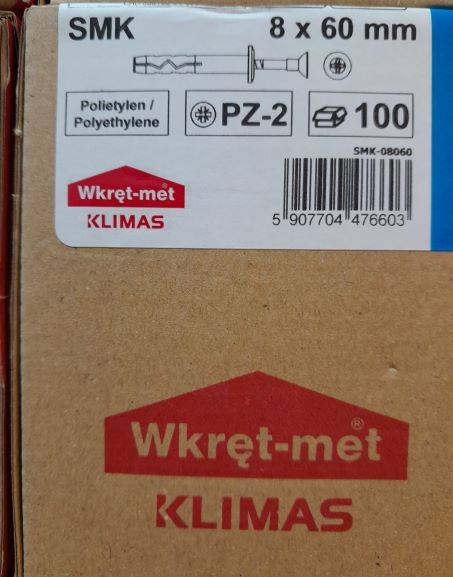 SMK 8 x 60 mm
Polietylen /
Polyethylene
PZ-2
100
SMK-08060
Wkręt-met
KLIMAS
5 907704 476603
Wkręt-met®
KLIMAS